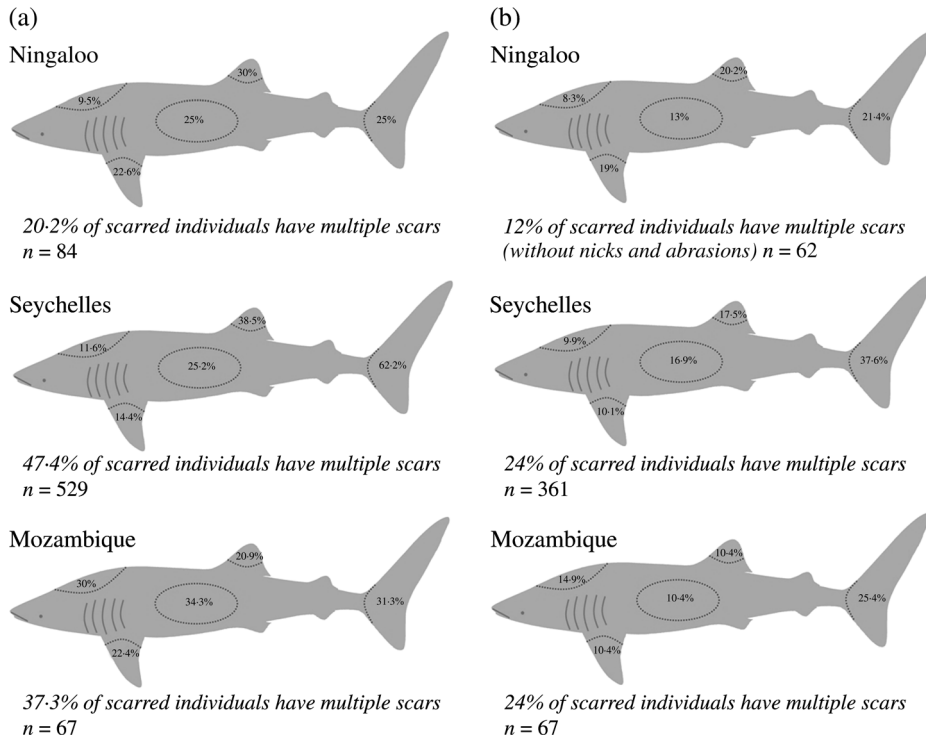 (a)
Ningaloo
30%
9·5%
25%
25%
22·6%
20·2% of scarred individuals have multiple scars
n = 84
Seychelles
38·5%
11·6%
25·2%
62·2%
14·4%
47·4% of scarred individuals have multiple scars
n = 529
Mozambique
20·9%
30%
34·3%
31·3%
22·4%
37·3% of scarred individuals have multiple scars
n = 67
(b)
Ningaloo
20·2%
8·3%
13%
21·4%
19%
12% of scarred individuals have multiple scars
(without nicks and abrasions) n = 62
Seychelles
17·5%
9·9%
16·9%
37·6%
10·1%
24% of scarred individuals have multiple scars
n = 361
Mozambique
10·4%
14·9%
10·4%
25·4%
10·4%
24% of scarred individuals have multiple scars
n = 67